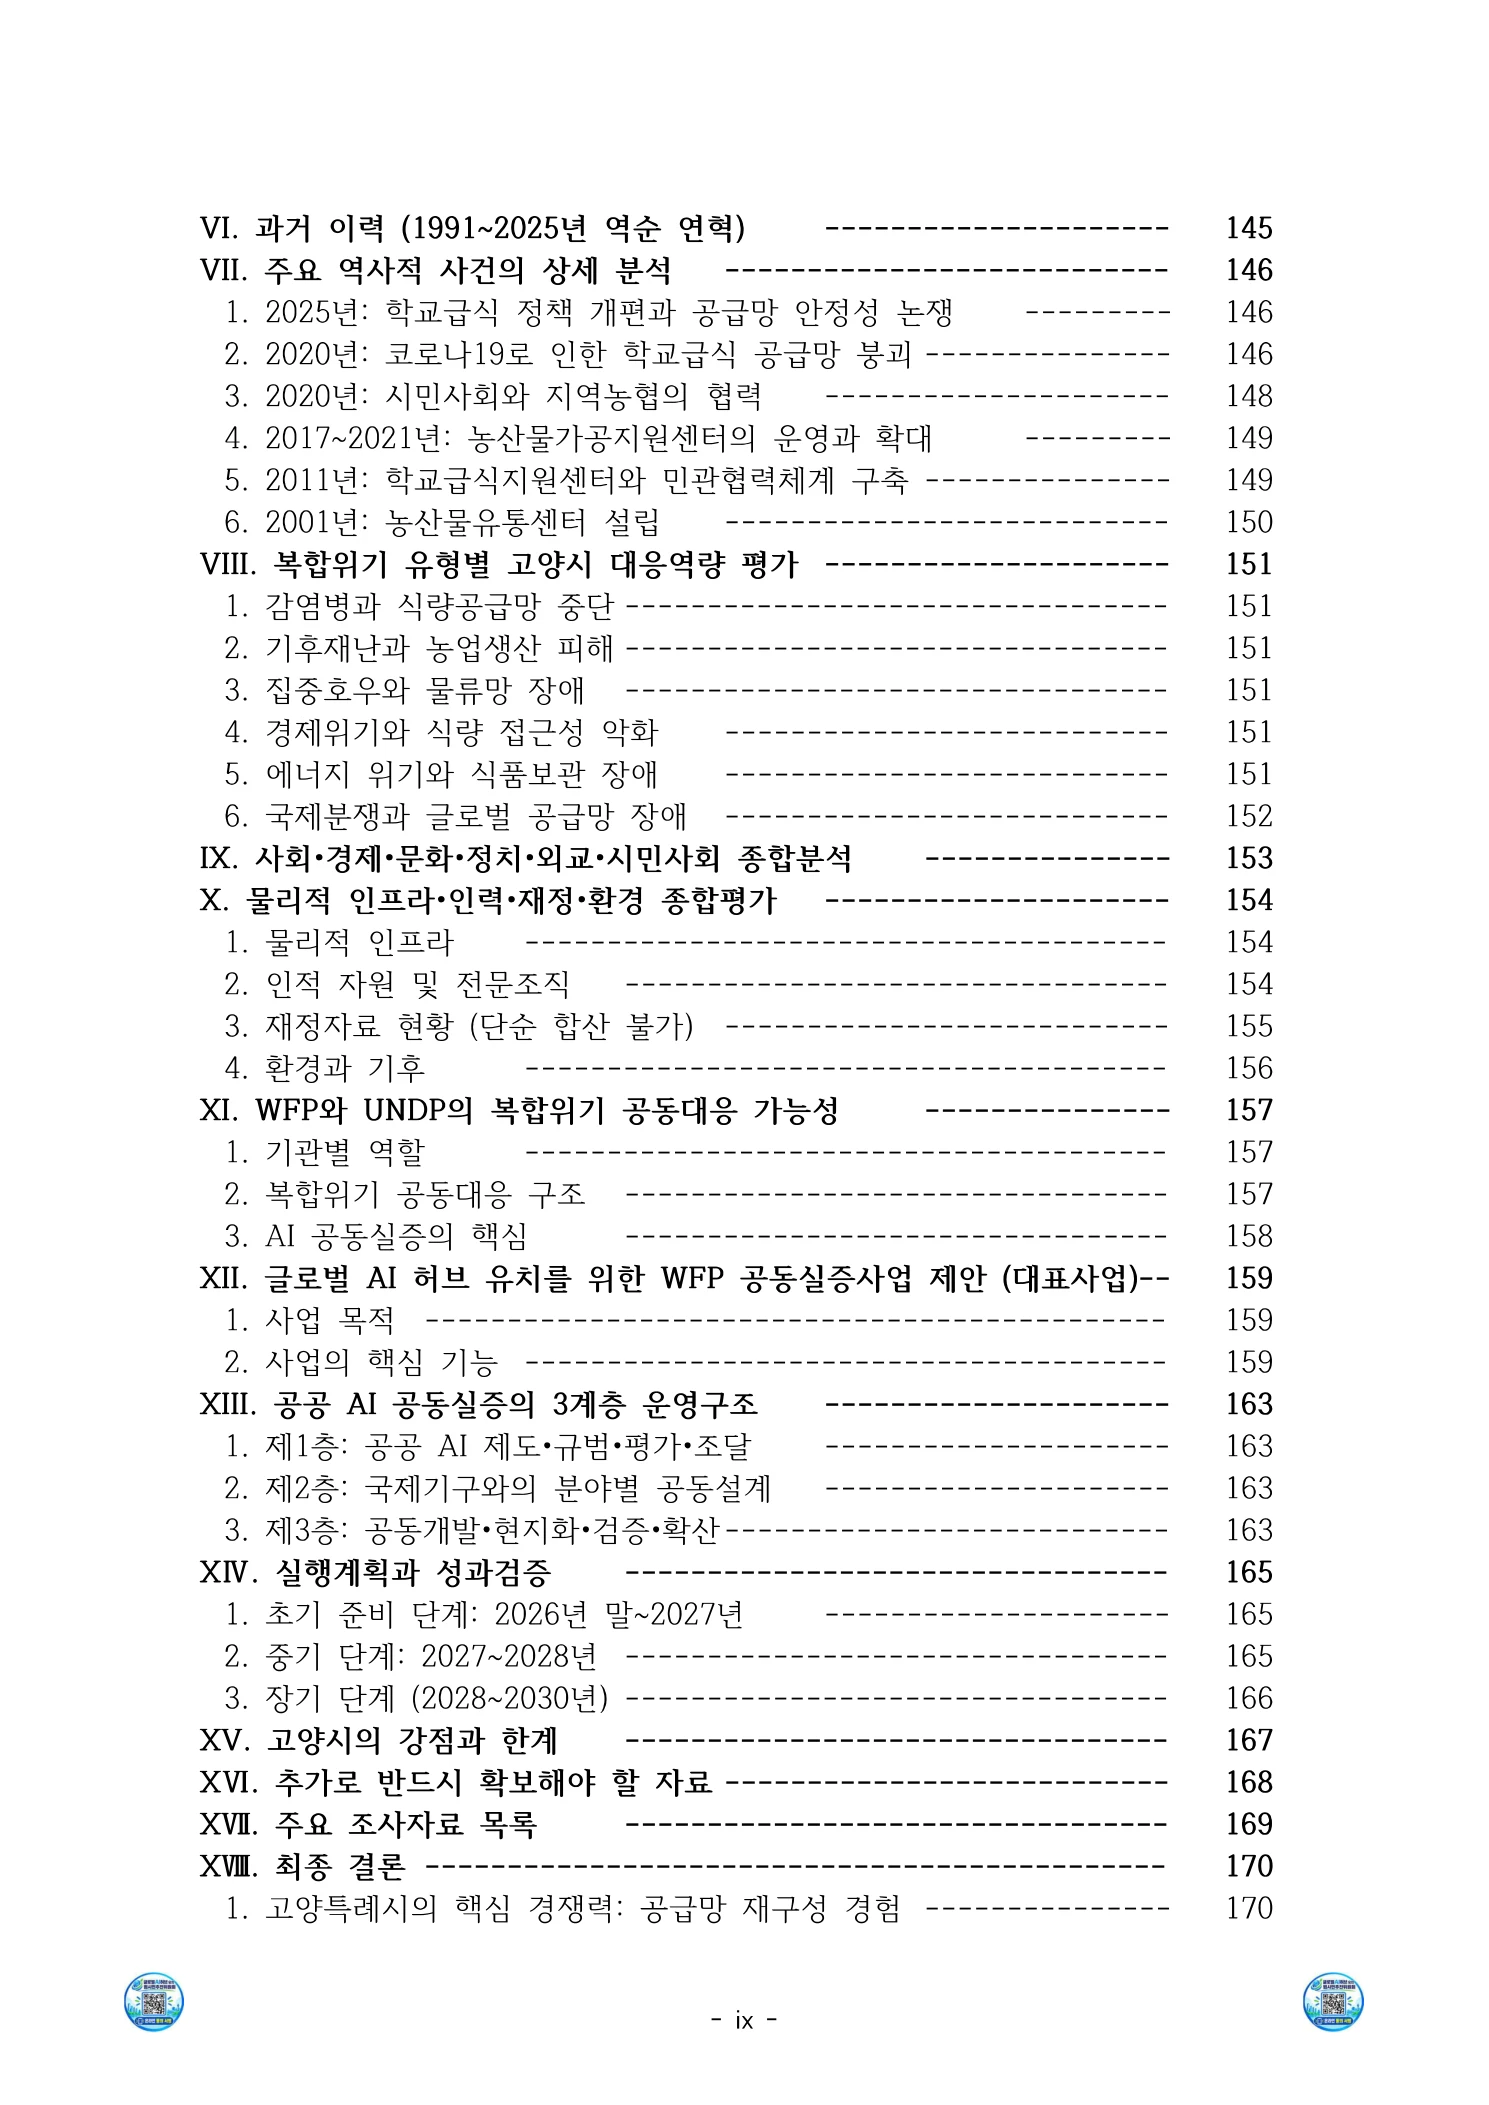 VI. 과거 이력 (1991~2025년 역순 연혁) --------------------- 145
VII. 주요 역사적 사건의 상세 분석 --------------------------- 146
1. 2025년: 학교급식 정책 개편과 공급망 안정성 논쟁 --------- 146
2. 2020년: 코로나19로 인한 학교급식 공급망 붕괴 --------------- 146
3. 2020년: 시민사회와 지역농협의 협력 --------------------- 148
4. 2017~2021년: 농산물가공지원센터의 운영과 확대 --------- 149
5. 2011년: 학교급식지원센터와 민관협력체계 구축 --------------- 149
6. 2001년: 농산물유통센터 설립 --------------------------- 150
VIII. 복합위기 유형별 고양시 대응역량 평가 --------------------- 151
1. 감염병과 식량공급망 중단 --------------------------------- 151
2. 기후재난과 농업생산 피해 --------------------------------- 151
3. 집중호우와 물류망 장애 --------------------------------- 151
4. 경제위기와 식량 접근성 악화 --------------------------- 151
5. 에너지 위기와 식품보관 장애 --------------------------- 151
6. 국제분쟁과 글로벌 공급망 장애 --------------------------- 152
IX. 사회•경제•문화•정치•외교•시민사회 종합분석 --------------- 153
X. 물리적 인프라•인력•재정•환경 종합평가 --------------------- 154
1. 물리적 인프라 --------------------------------------- 154
2. 인적 자원 및 전문조직 --------------------------------- 154
3. 재정자료 현황 (단순 합산 불가) --------------------------- 155
4. 환경과 기후 --------------------------------------- 156
XI. WFP와 UNDP의 복합위기 공동대응 가능성 --------------- 157
1. 기관별 역할 --------------------------------------- 157
2. 복합위기 공동대응 구조 --------------------------------- 157
3. AI 공동실증의 핵심 --------------------------------- 158
XII. 글로벌 AI 허브 유치를 위한 WFP 공동실증사업 제안 (대표사업)-- 159
1. 사업 목적 --------------------------------------------- 159
2. 사업의 핵심 기능 --------------------------------------- 159
XIII. 공공 AI 공동실증의 3계층 운영구조 --------------------- 163
1. 제1층: 공공 AI 제도•규범•평가•조달 --------------------- 163
2. 제2층: 국제기구와의 분야별 공동설계 --------------------- 163
3. 제3층: 공동개발•현지화•검증•확산--------------------------- 163
XIV. 실행계획과 성과검증 --------------------------------- 165
1. 초기 준비 단계: 2026년 말~2027년 --------------------- 165
2. 중기 단계: 2027~2028년 --------------------------------- 165
3. 장기 단계 (2028~2030년) --------------------------------- 166
XV. 고양시의 강점과 한계 --------------------------------- 167
XVI. 추가로 반드시 확보해야 할 자료 --------------------------- 168
XVII. 주요 조사자료 목록 --------------------------------- 169
XVIII. 최종 결론 --------------------------------------------- 170
1. 고양특례시의 핵심 경쟁력: 공급망 재구성 경험 --------------- 170
- ix -